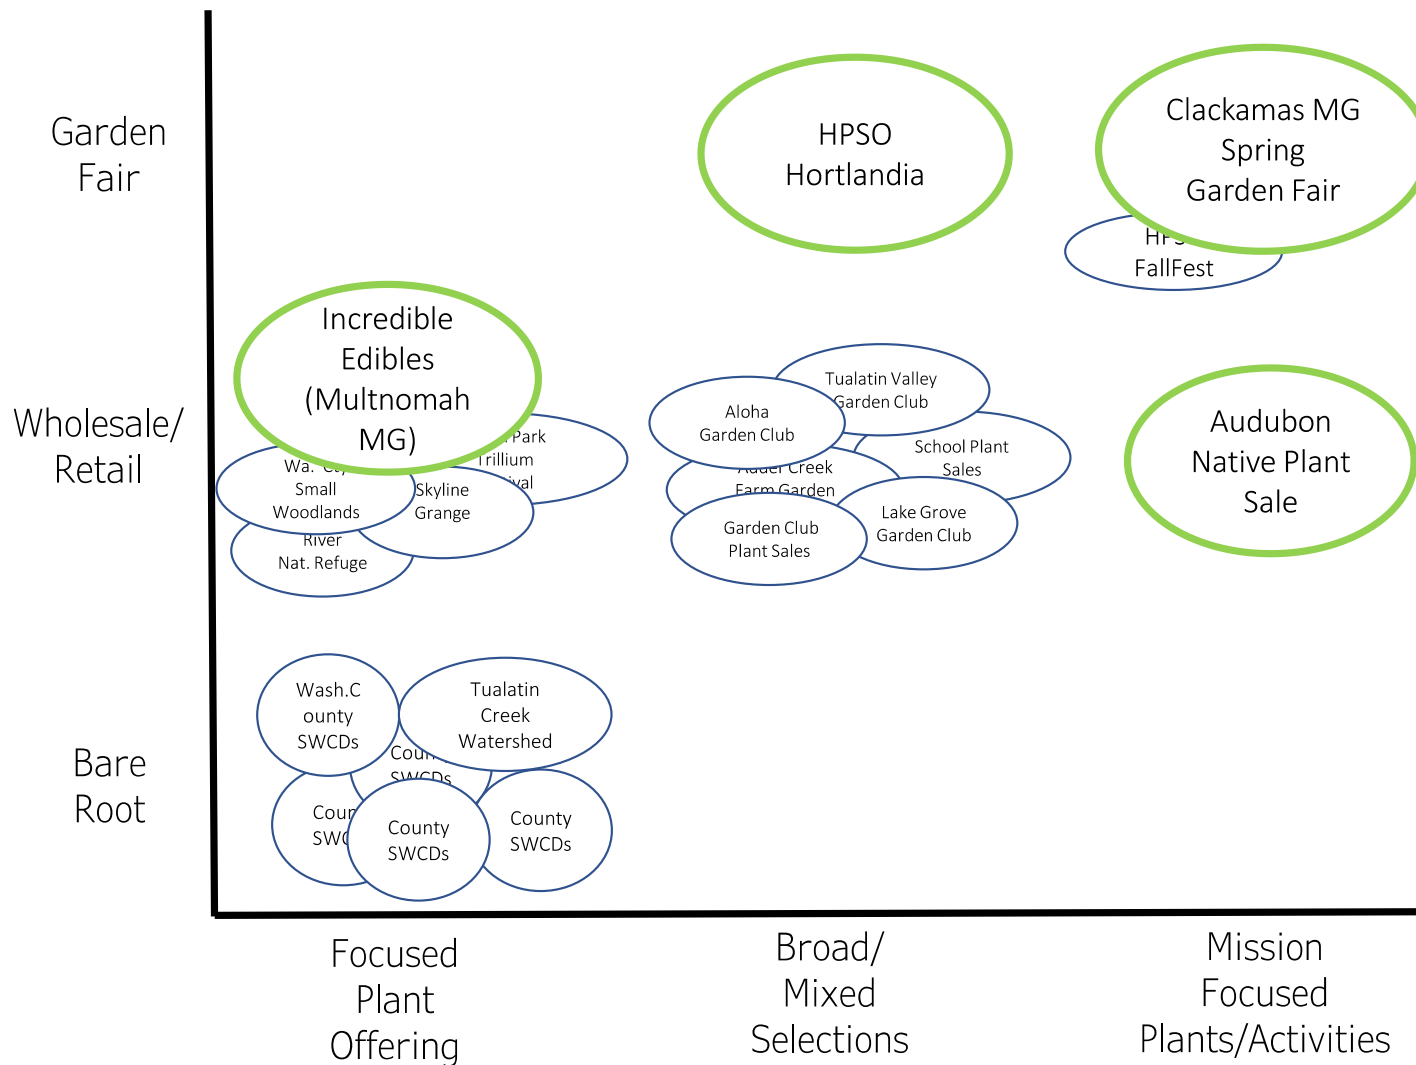 Garden
Fair
HPSO
Hortlandia
Clackamas MG
Spring
Garden Fair
FallFest
Wholesale/
Retail
Incredible
Edibles
(Multnomah
MG)
Park
Trillium
Small
Woodlands
Skyline
Grange
River
Nat. Refuge
Tualatin Valley
Garden Club
Aloha
Garden Club
School Plant
Sales
Creek
Farm Garden
Garden Club
Plant Sales
Lake Grove
Garden Club
Audubon
Native Plant
Sale
Bare
Root
Wash.C
ounty
SWCDs
Tualatin
Creek
Watershed
SWCDs
County
SWCDs
County
SWCDs
Focused
Plant
Offering
Broad/
Mixed
Selections
Mission
Focused
Plants/Activities